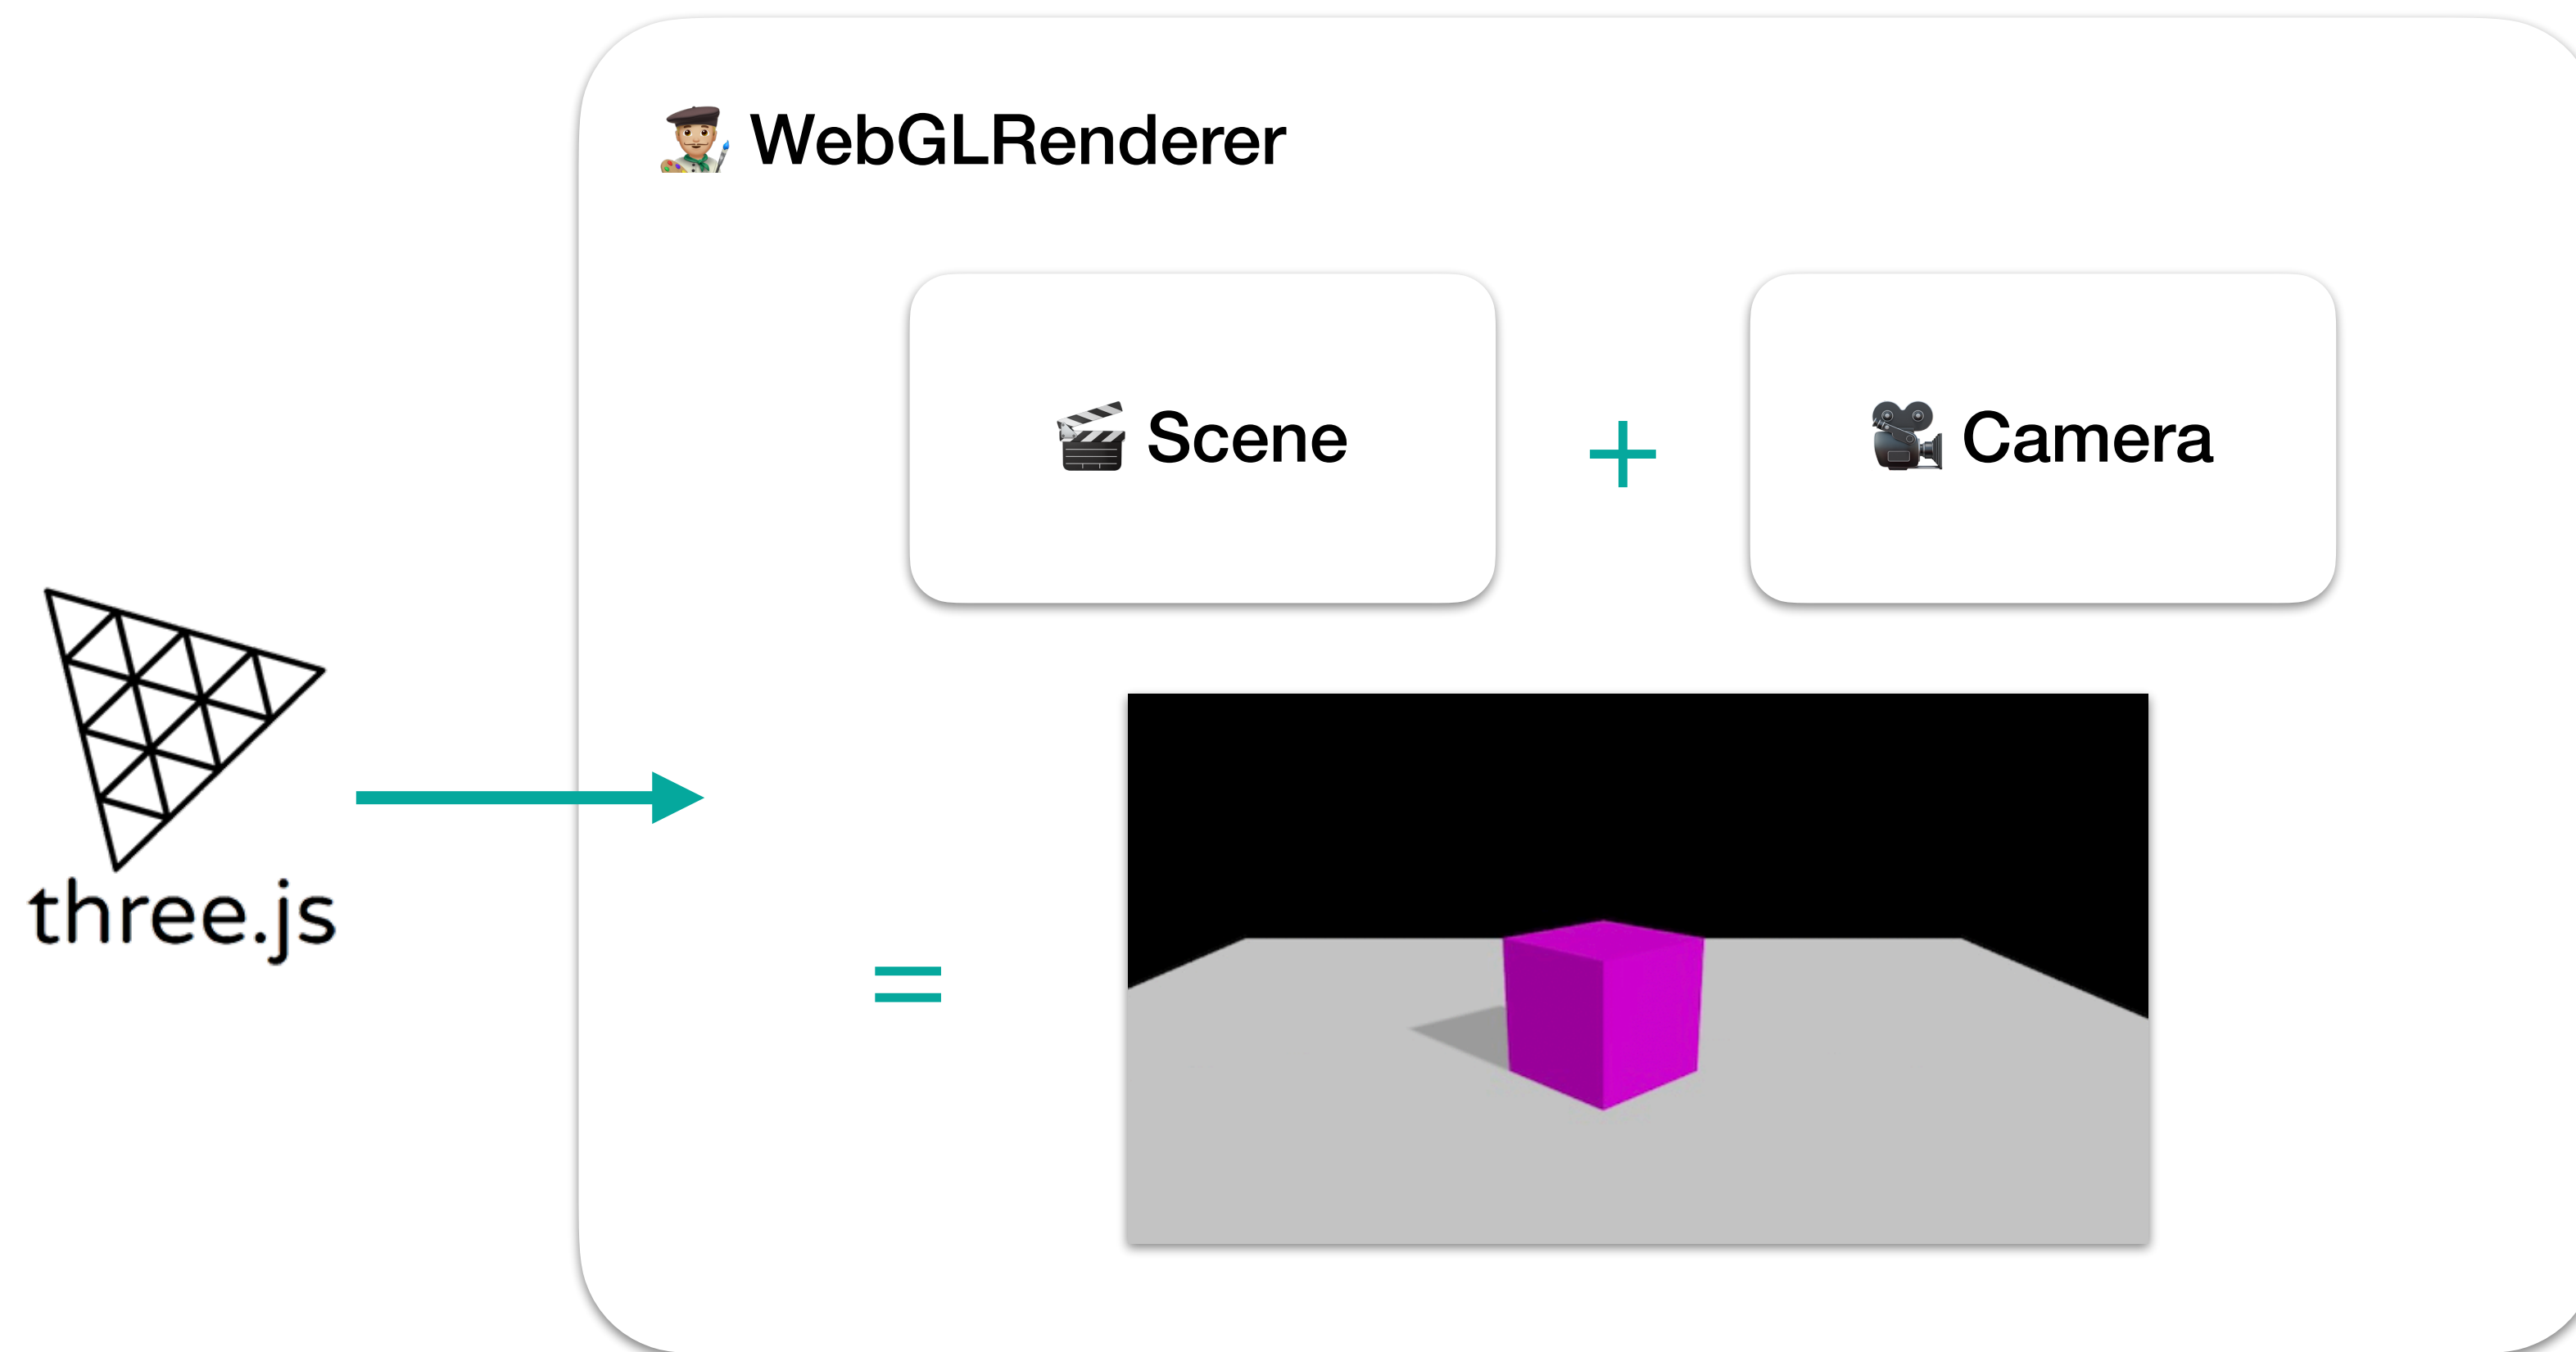 WebGLRenderer
Scene
+
Camera
three.js
=